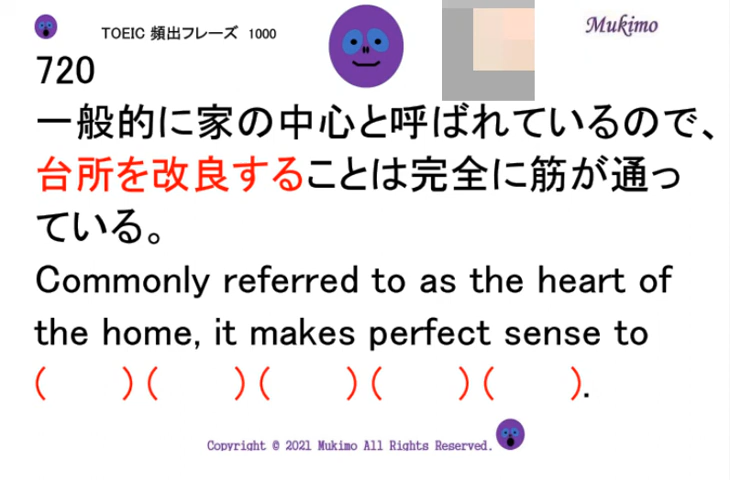 TOEIC 頻出フレーズ 1000
Mukimo
720
一般的に家の中心と呼ばれているので、
台所を改良することは完全に筋が通っ
ている。
Commonly referred to as the heart of
the home, it makes perfect sense to
( ) ( ) ( ) ( ) ( ).
Copyright © 2021 Mukimo All Rights Reserved.